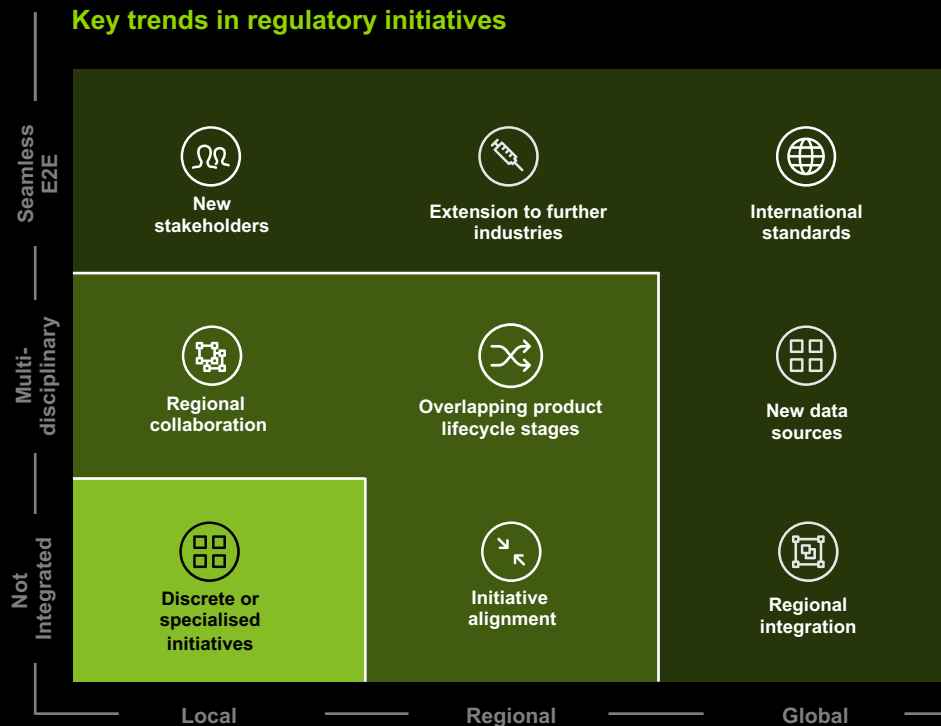 Key trends in regulatory initiatives
Seamless
E2E
New
stakeholders
Extension to further
industries
International
standards
Multi-
disciplinary
Regional
collaboration
Overlapping product
lifecycle stages
New data
sources
Not
Integrated
Discrete or
specialised
initiatives
Initiative
alignment
Regional
integration
Local
Regional
Global